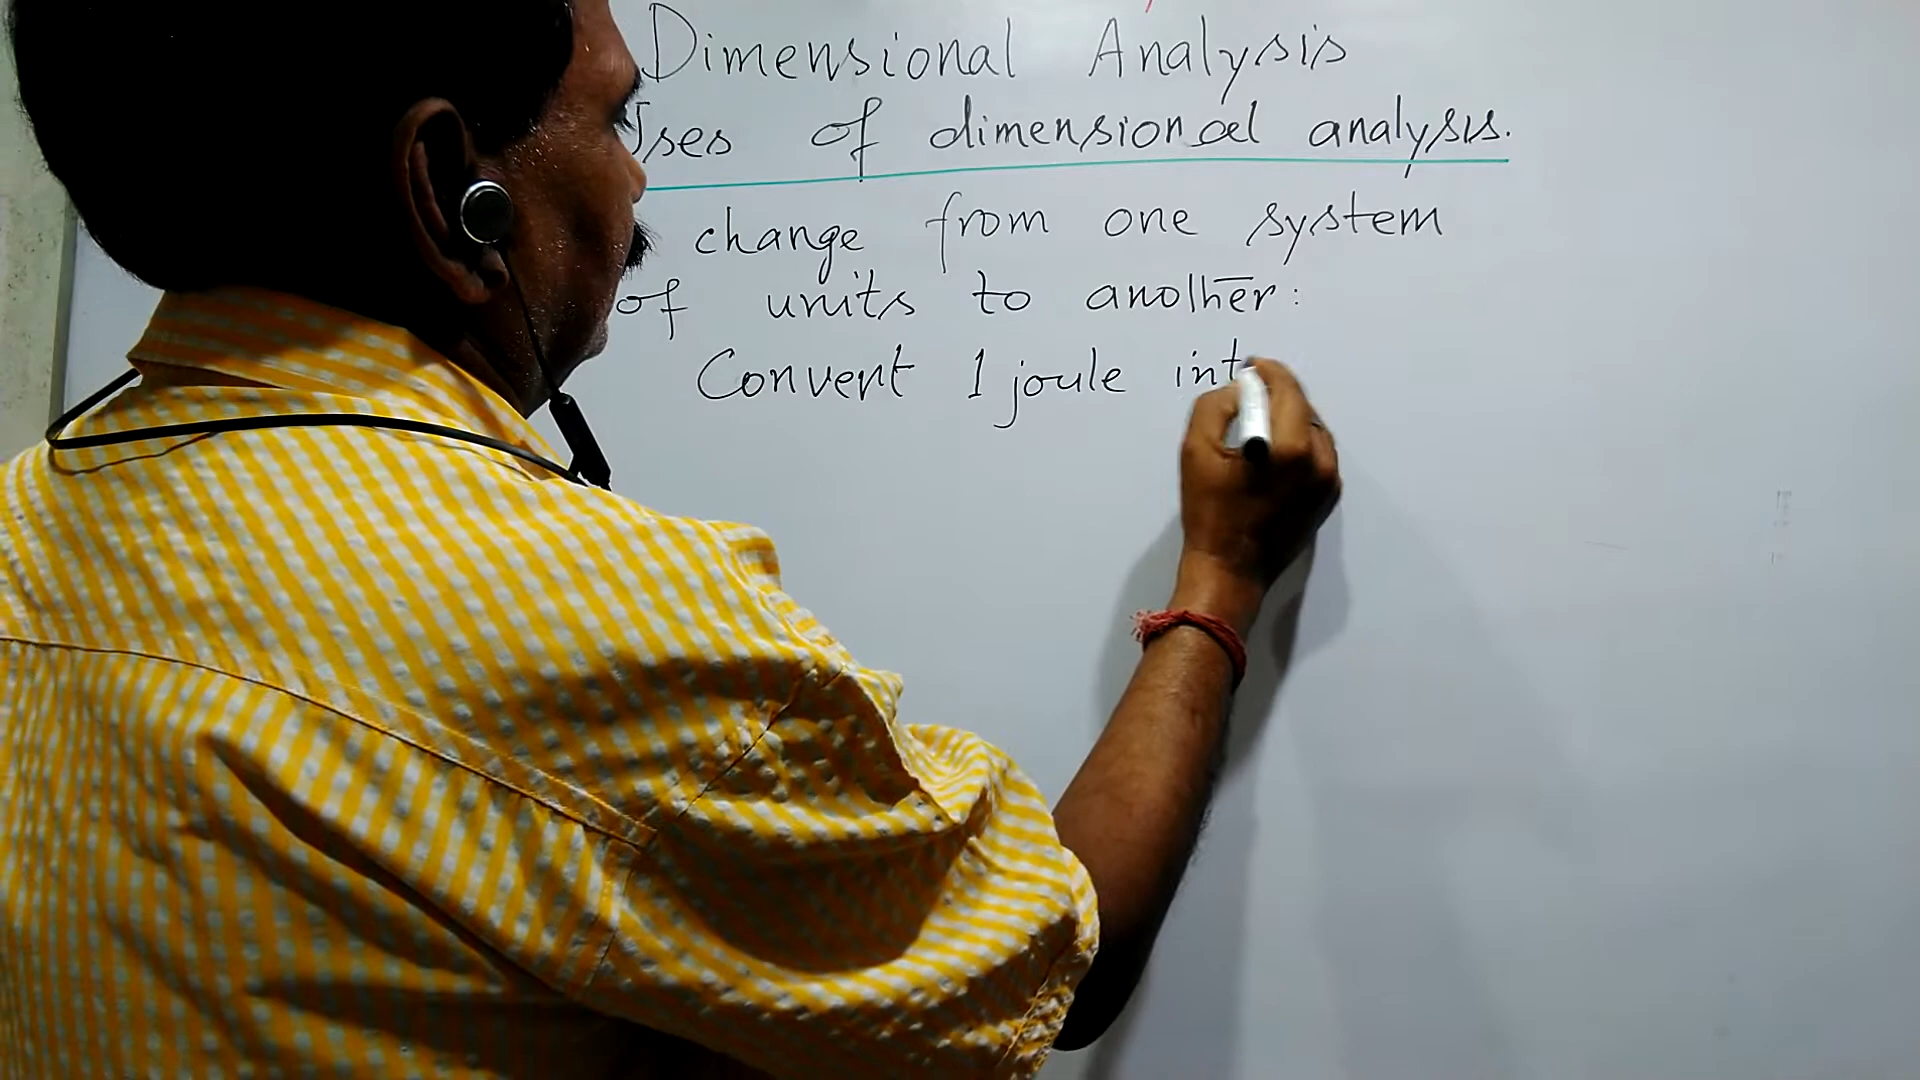 Dimensional Analysis
Uses of dimensional analysis.
change from one system
of units to another:
Convert 1 joule int